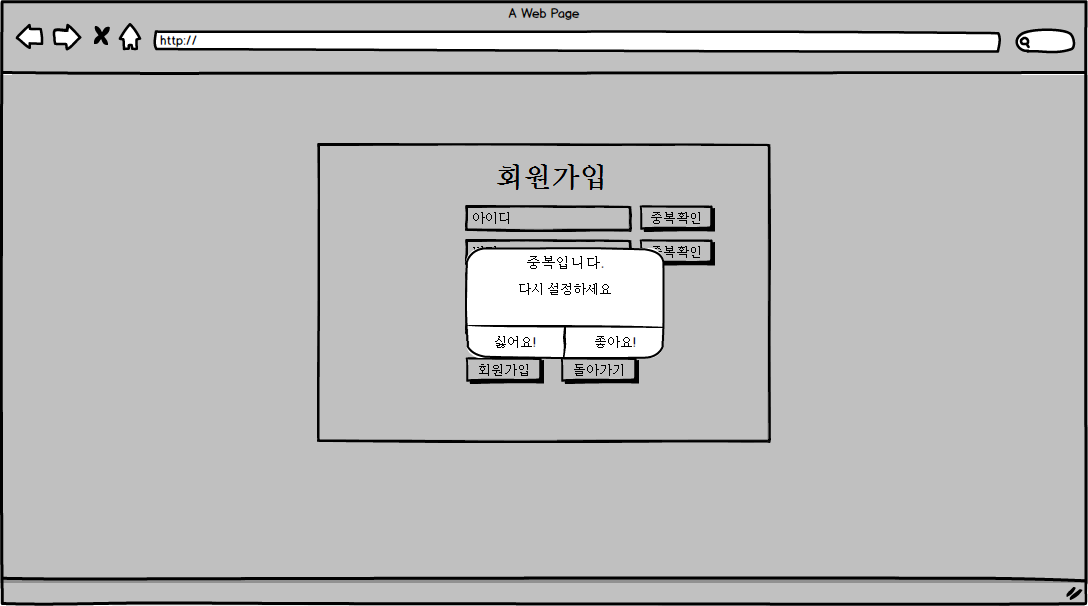 A Web Page
http://
회원가입
아이디 중복확인
중복확인
중복입니다.
다시 설정하세요
싫어요! 좋아요!
회원가입 돌아가기